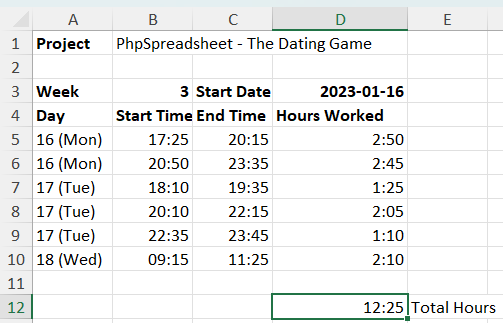 A B C D E
1 Project PhpSpreadsheet - The Dating Game
2
3 Week 3 Start Date 2023-01-16
4 Day Start Time End Time Hours Worked
5 16 (Mon) 17:25 20:15 2:50
6 16 (Mon) 20:50 23:35 2:45
7 17 (Tue) 18:10 19:35 1:25
8 17 (Tue) 20:10 22:15 2:05
9 17 (Tue) 22:35 23:45 1:10
10 18 (Wed) 09:15 11:25 2:10
11
12 12:25 Total Hours